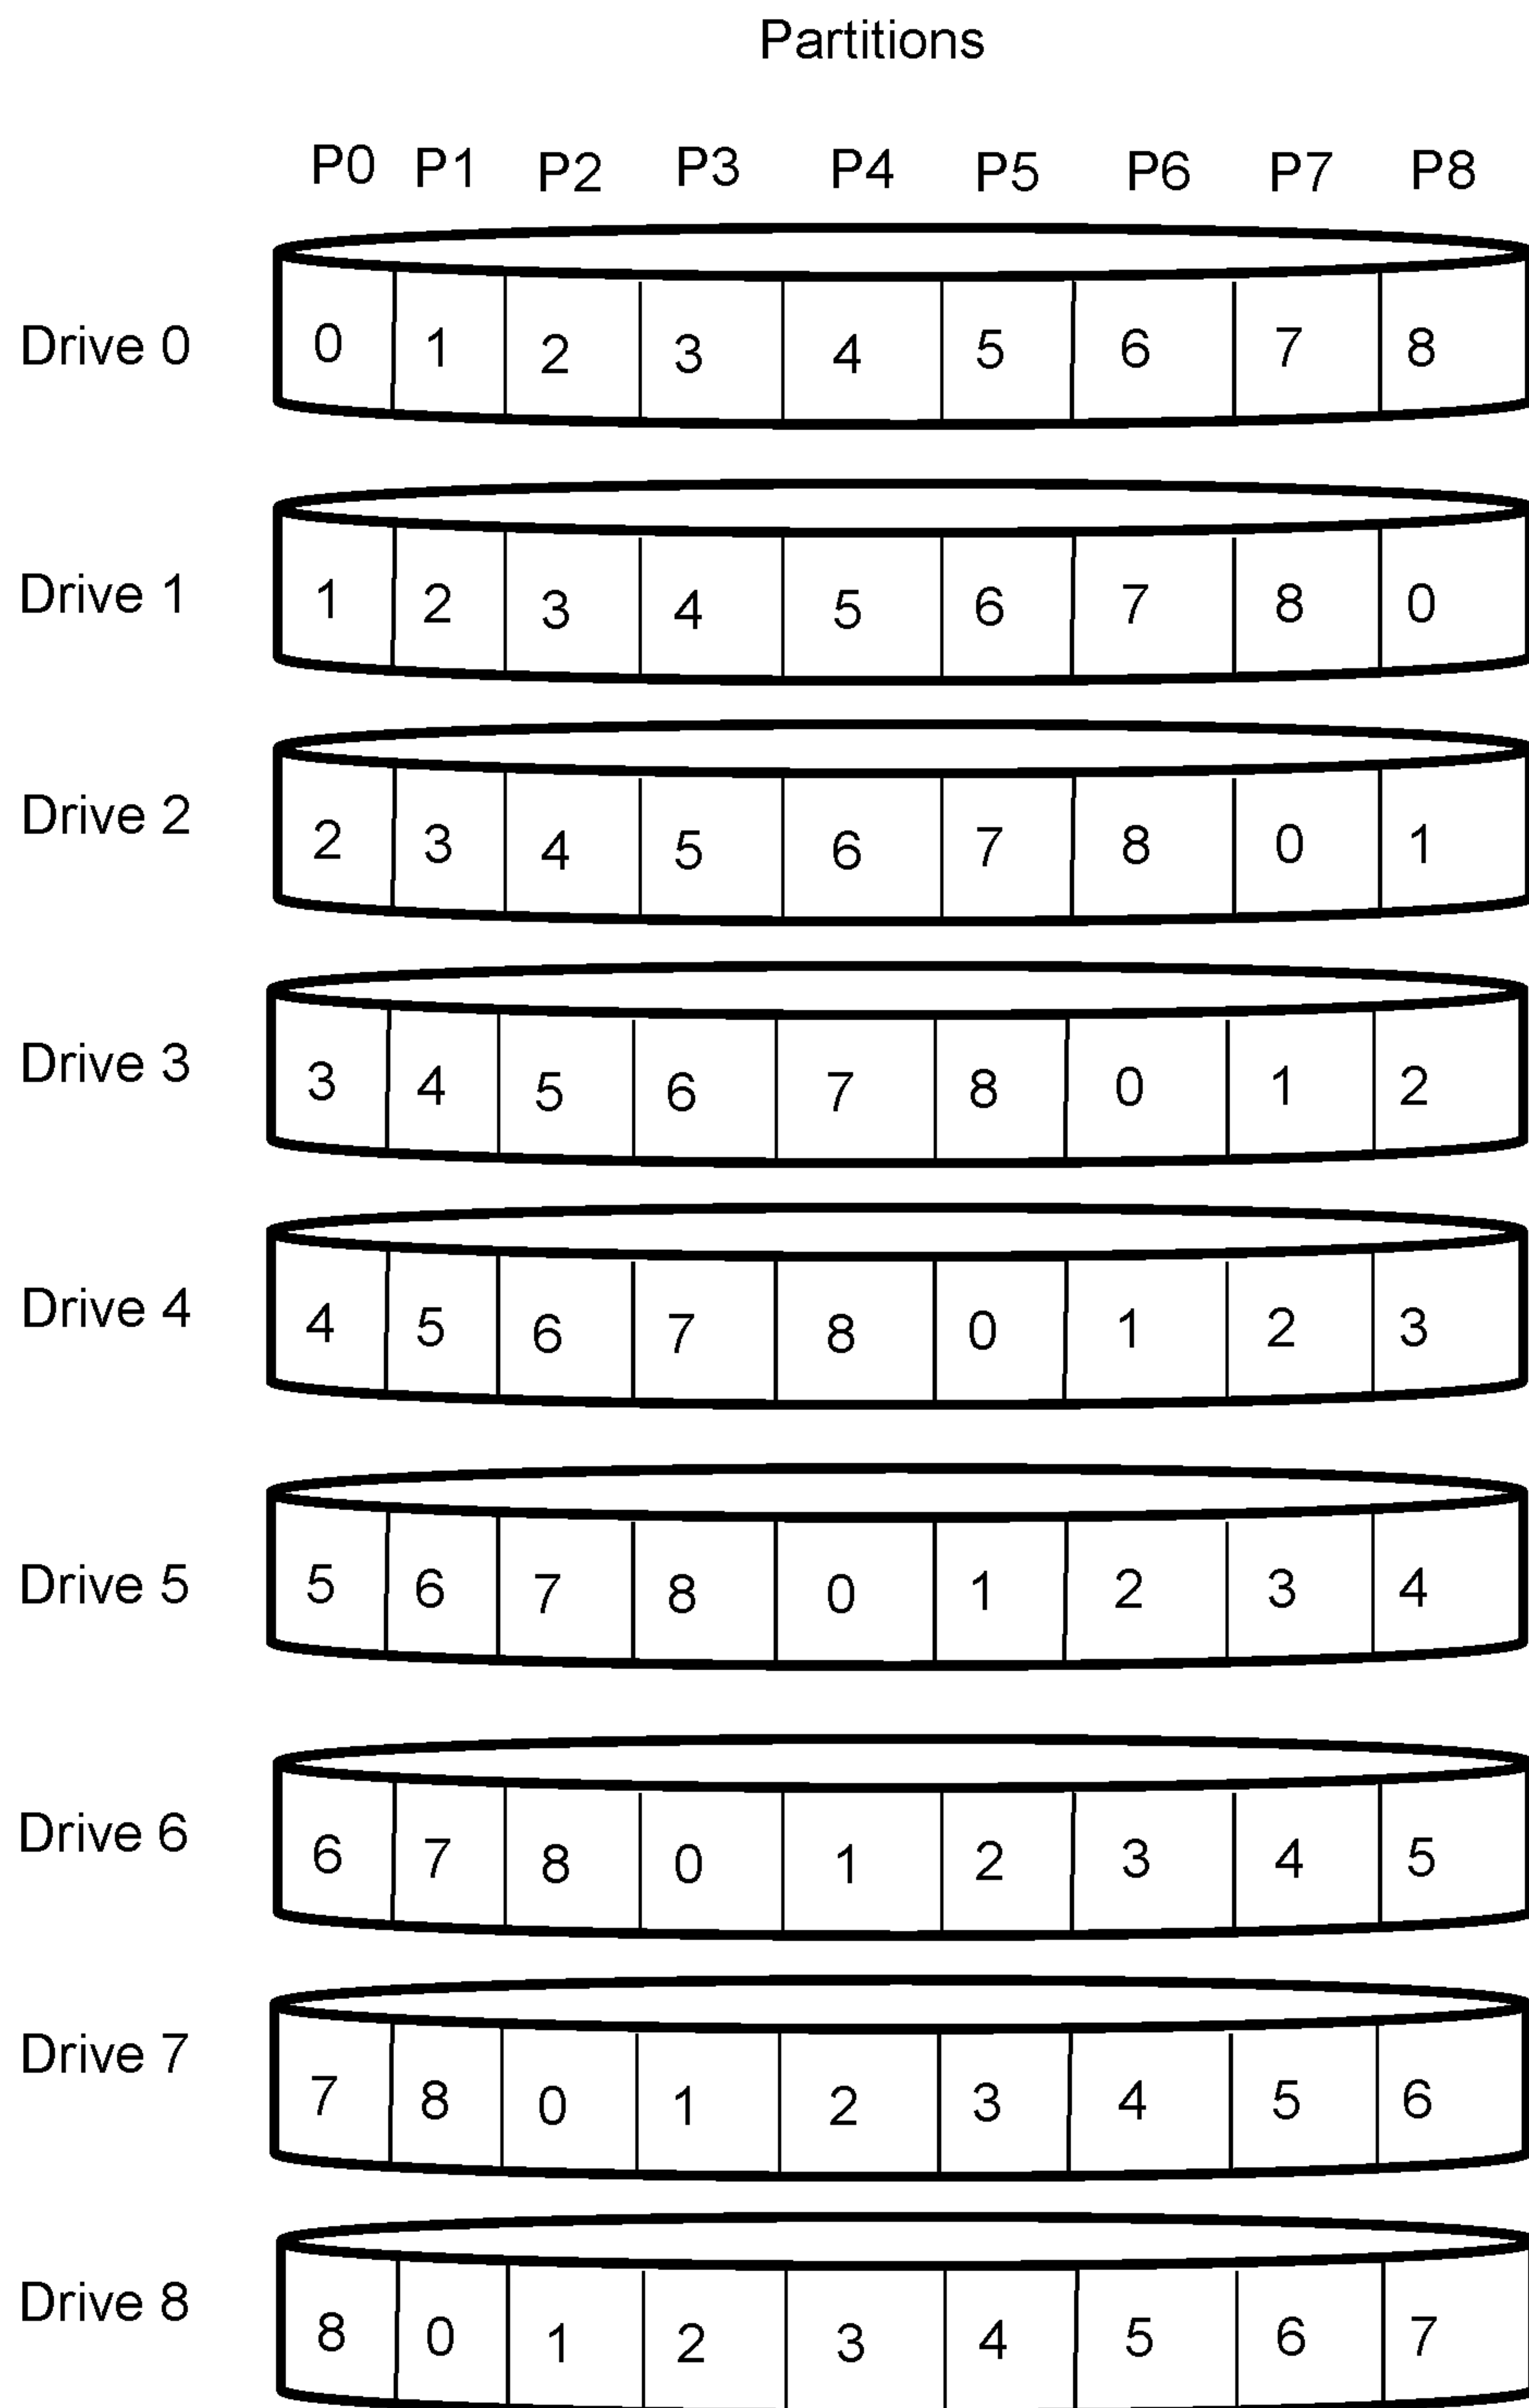 Partitions
P0 P1 P2 P3 P4 P5 P6 P7 P8
Drive 0 0 1 2 3 4 5 6 7 8
Drive 1 1 2 3 4 5 6 7 8 0
Drive 2 2 3 4 5 6 7 8 0 1
Drive 3 3 4 5 6 7 8 0 1 2
Drive 4 4 5 6 7 8 0 1 2 3
Drive 5 5 6 7 8 0 1 2 3 4
Drive 6 6 7 8 0 1 2 3 4 5
Drive 7 7 8 0 1 2 3 4 5 6
Drive 8 8 0 1 2 3 4 5 6 7